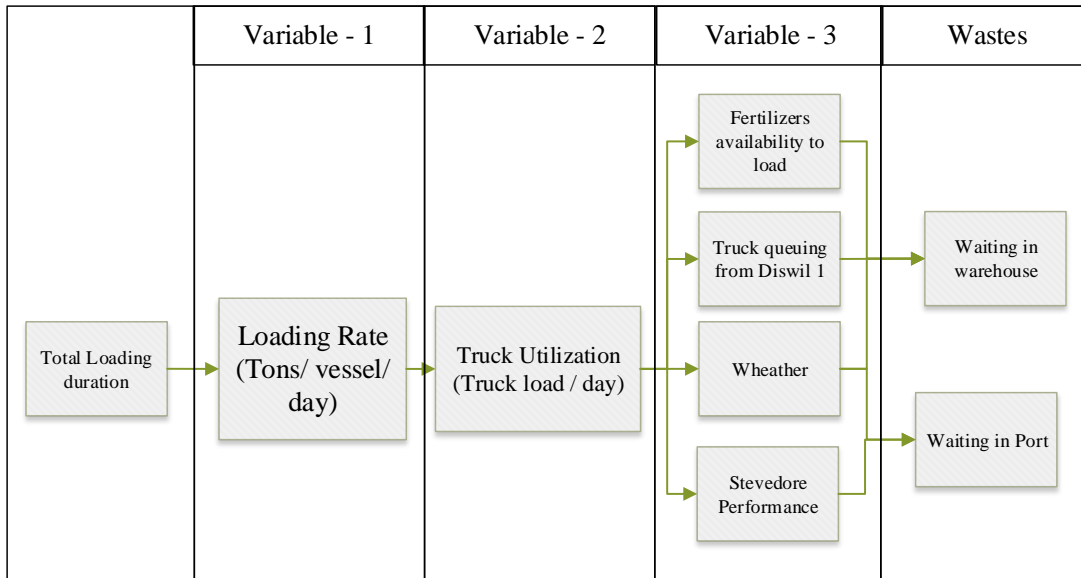 Variable - 1
Variable - 2
Variable - 3
Wastes
Total Loading
duration
Loading Rate
(Tons/ vessel/
day)
Truck Utilization
(Truck load / day)
Fertilizers
availability to
load
Truck queuing
from Diswil 1
Wheather
Stevedore
Performance
Waiting in
warehouse
Waiting in Port